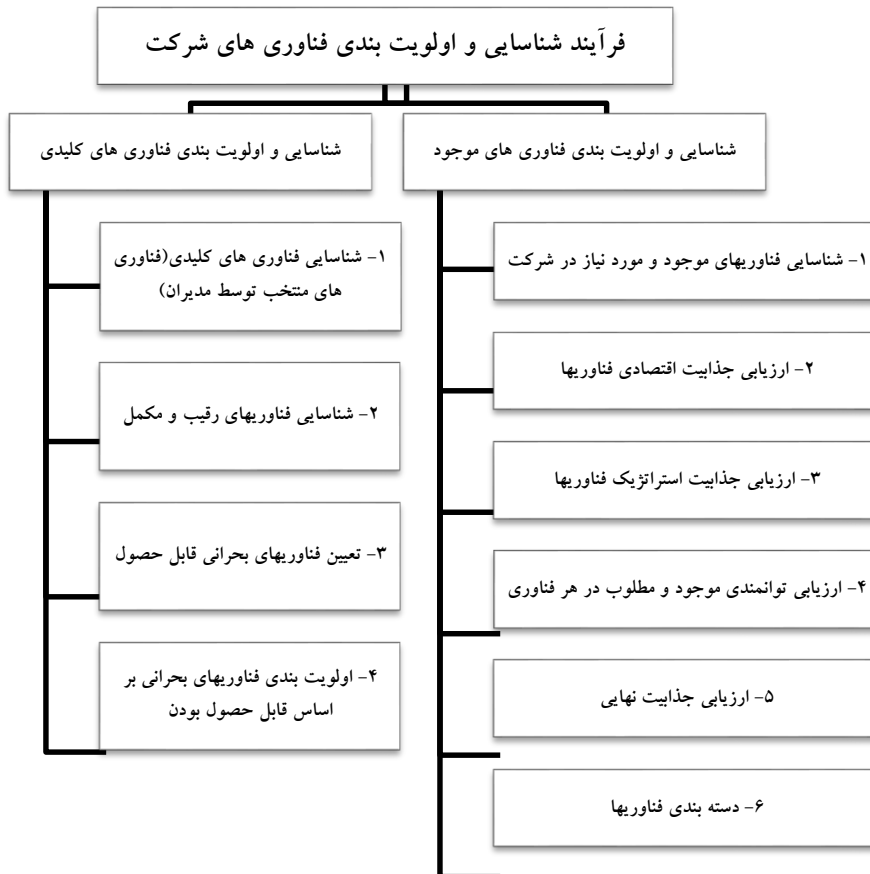 فرآیند شناسایی و اولویت بندی فناوری های شرکت
شناسایی و اولویت بندی فناوری های موجود
۱- شناسایی فناوریهای موجود و مورد نیاز در شرکت
۲- ارزیابی جذابیت اقتصادی فناوریها
۳- ارزیابی جذابیت استراتژیک فناوریها
۴- ارزیابی توانمندی موجود و مطلوب در هر فناوری
۵- ارزیابی جذابیت نهایی
۶- دسته بندی فناوریها
شناسایی و اولویت بندی فناوری های کلیدی
۱- شناسایی فناوری های کلیدی(فناوری
های منتخب توسط مدیران)
۲- شناسایی فناوریهای رقیب و مکمل
۳- تعیین فناوریهای بحرانی قابل حصول
۴- اولویت بندی فناوریهای بحرانی بر
اساس قابل حصول بودن